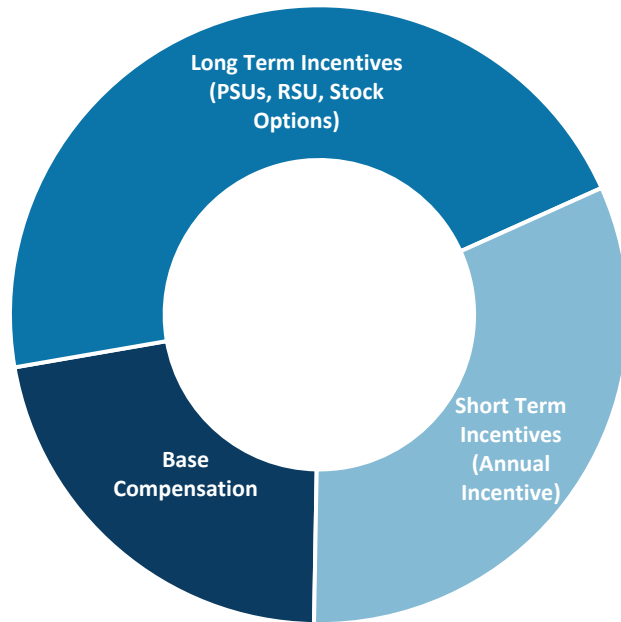 Long Term Incentives
(PSUs, RSU, Stock
Options)
Short Term
Incentives
(Annual
Incentive)
Base
Compensation